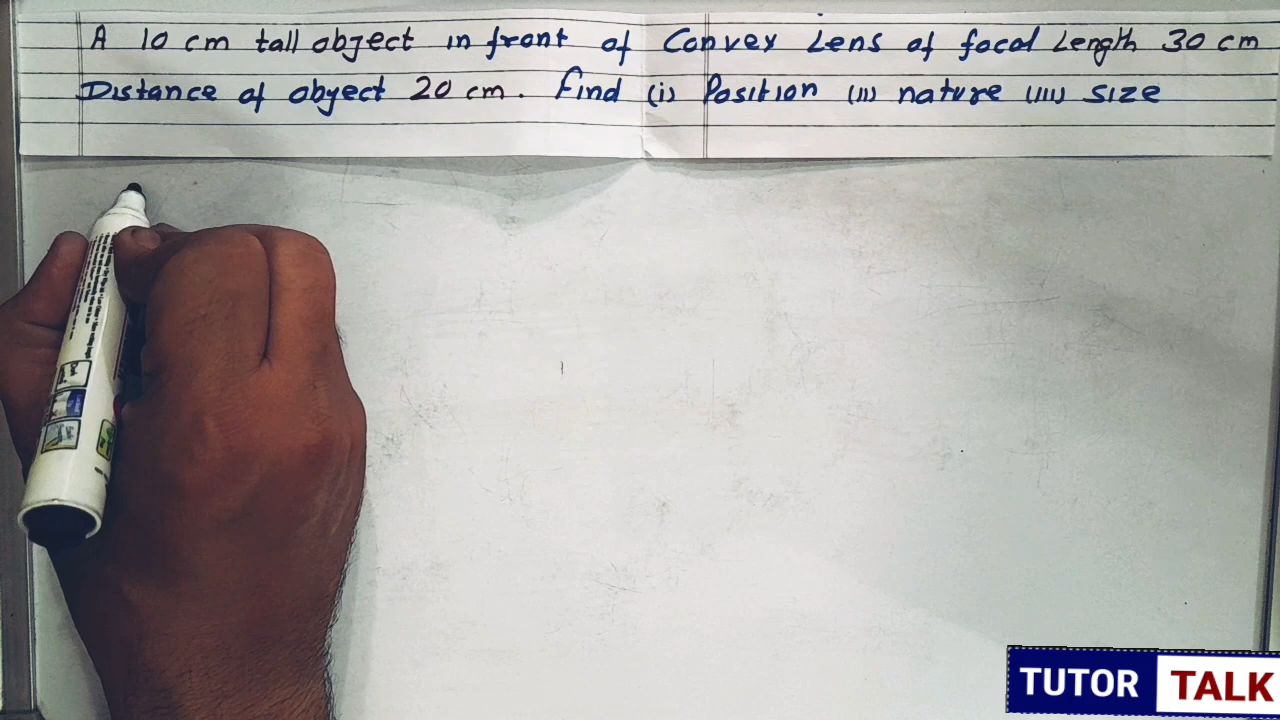 A 10 cm tall object in front of Convex Lens of focal Length 30 cm
Distance of object 20 cm. Find (i) Position (ii) nature (iii) size
TUTOR TALK